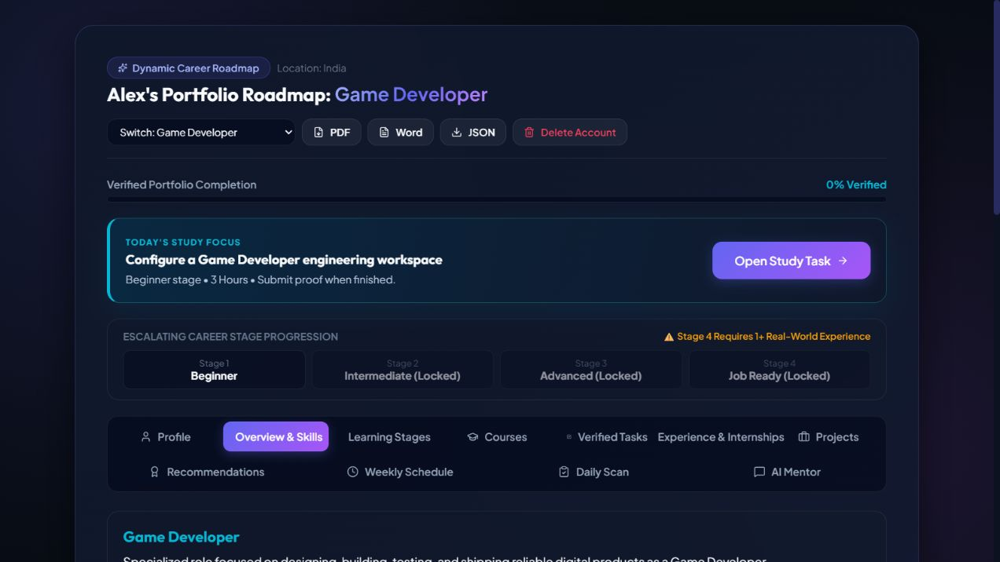 Dynamic Career Roadmap Location: India
Alex's Portfolio Roadmap: Game Developer
Switch: Game Developer PDF Word JSON Delete Account
Verified Portfolio Completion 0% Verified
TODAY'S STUDY FOCUS
Configure a Game Developer engineering workspace
Beginner stage • 3 Hours • Submit proof when finished.
Open Study Task →
ESCALATING CAREER STAGE PROGRESSION Stage 4 Requires 1+ Real-World Experience
Stage 1 Stage 2 Stage 3 Stage 4
Beginner Intermediate (Locked) Advanced (Locked) Job Ready (Locked)
Profile Overview & Skills Learning Stages Courses Verified Tasks Experience & Internships Projects
Recommendations Weekly Schedule Daily Scan AI Mentor
Game Developer
Specialized role focused on designing, building, testing, and shipping reliable digital products as a Game Developer